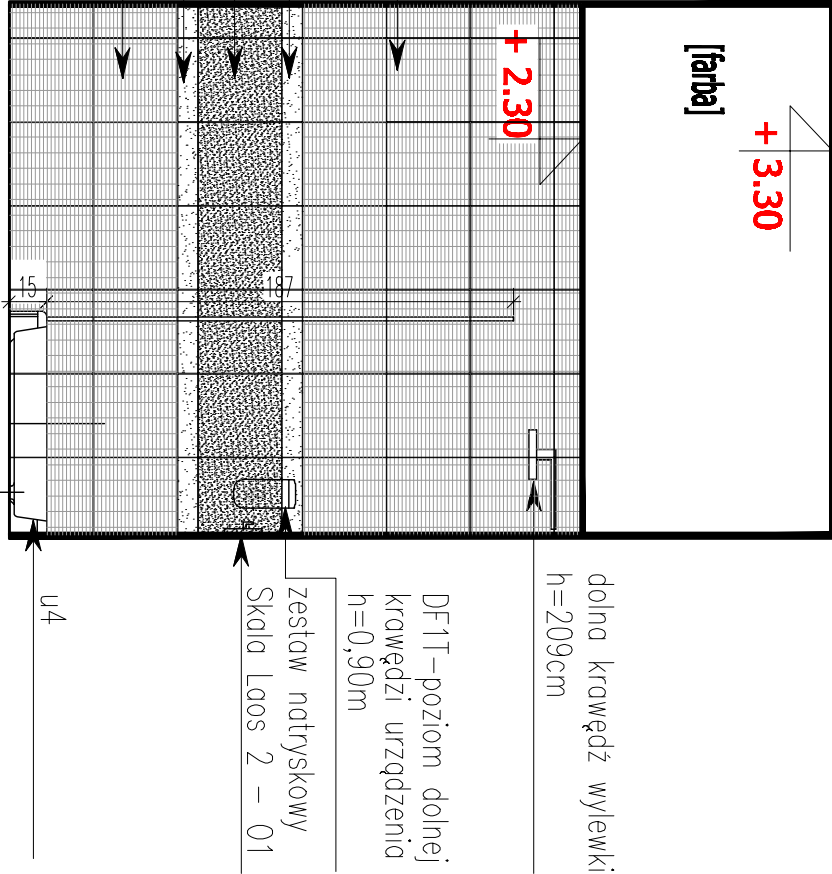 + 3.30
[farba]
+ 2.30
187
15
dolna krawędź wylewki
h=209cm
DF1T-poziom dolnej
krawędzi urządzenia
h=0,90m
zestaw natryskowy
Skala Laos 2 - 01
u4